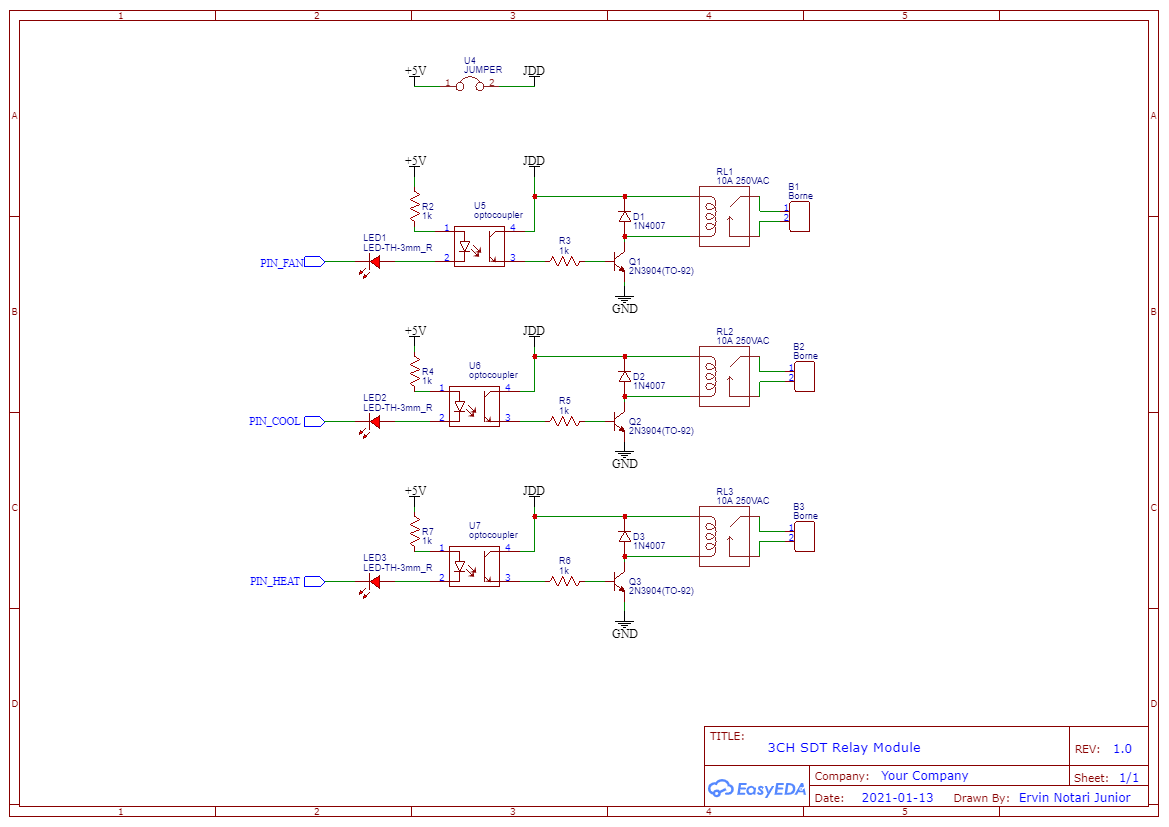 1 2 3 4 5
A A
B B
C C
D D
+5V U4 JDD
JUMPER
1 2
+5V JDD
RL1
10A 250VAC
B1
Borne
1
2
R2
1k
U5
optocoupler
1 4
2 3
D1
1N4007
LED1
LED-TH-3mm_R
PIN_FAN
R3
1k
Q1
2N3904(TO-92)
GND
+5V JDD
RL2
10A 250VAC
B2
Borne
1
2
R4
1k
U6
optocoupler
1 4
2 3
D2
1N4007
LED2
LED-TH-3mm_R
PIN_COOL
R5
1k
Q2
2N3904(TO-92)
GND
+5V JDD
RL3
10A 250VAC
B3
Borne
1
2
R7
1k
U7
optocoupler
1 4
2 3
D3
1N4007
LED3
LED-TH-3mm_R
PIN_HEAT
R6
1k
Q3
2N3904(TO-92)
GND
TITLE:
3CH SDT Relay Module
REV: 1.0
EasyEDA
Company: Your Company
Sheet: 1/1
Date: 2021-01-13 Drawn By: Ervin Notari Junior
1 2 3 4 5